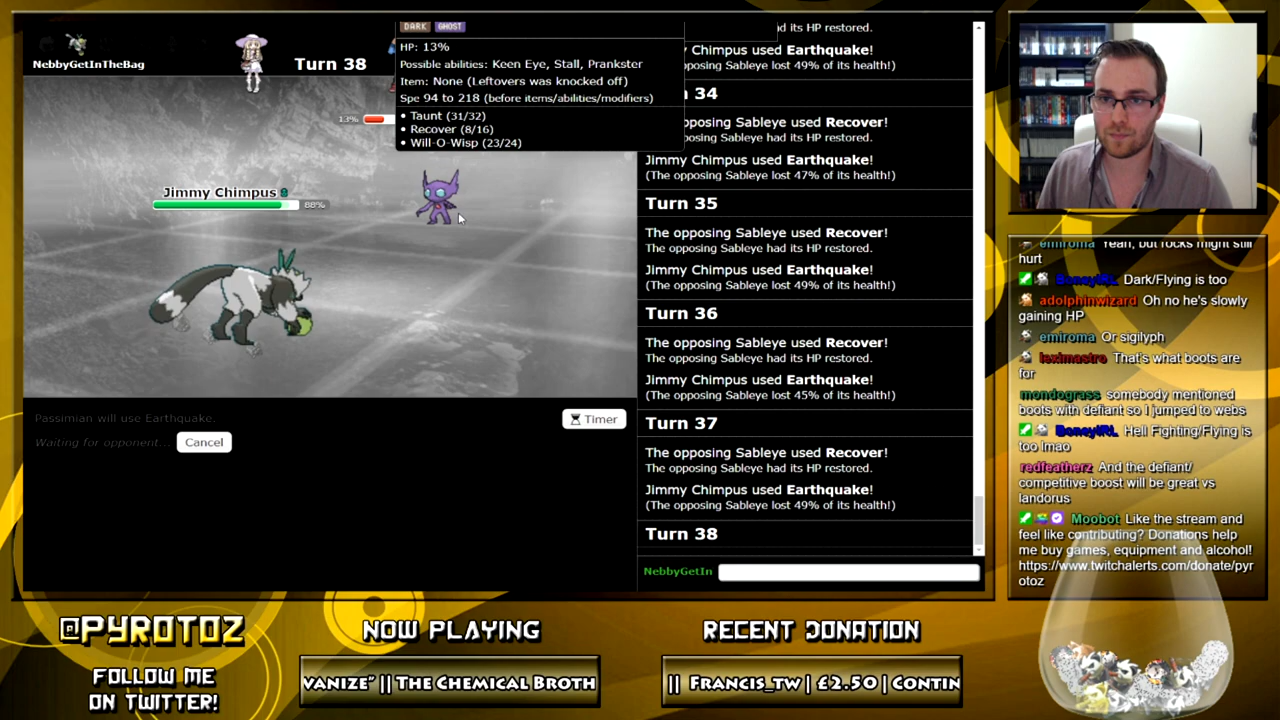 NebbyGetInTheBag
Turn 38
13%
DARK GHOST
HP: 13%
Possible abilities: Keen Eye, Stall, Prankster
Item: None (Leftovers was knocked off)
Spe 94 to 218 (before items/abilities/modifiers)
• Taunt (31/32)
• Recover (8/16)
• Will-O-Wisp (23/24)
Jimmy Chimpus
88%
Passimian will use Earthquake.
Waiting for opponent...
Cancel
Timer
d its HP restored.
y Chimpus used Earthquake!
posing Sableye lost 49% of its health!)
n 34
posing Sableye used Recover!
posing Sableye had its HP restored.
Jimmy Chimpus used Earthquake!
(The opposing Sableye lost 47% of its health!)
Turn 35
The opposing Sableye used Recover!
The opposing Sableye had its HP restored.
Jimmy Chimpus used Earthquake!
(The opposing Sableye lost 49% of its health!)
Turn 36
The opposing Sableye used Recover!
The opposing Sableye had its HP restored.
Jimmy Chimpus used Earthquake!
(The opposing Sableye lost 45% of its health!)
Turn 37
The opposing Sableye used Recover!
The opposing Sableye had its HP restored.
Jimmy Chimpus used Earthquake!
(The opposing Sableye lost 49% of its health!)
Turn 38
NebbyGetIn
emiroma Yeah, but rocks might still
hurt
BoneyIRL Dark/Flying is too
adolphinwizard Oh no he's slowly
gaining HP
emiroma Or sigilyph
leximastro That's what boots are
for
mondograss somebody mentioned
boots with defiant so I jumped to webs
BoneyIRL Hell Fighting/Flying is
too lmao
redfeatherz And the defiant/
competitive boost will be great vs
landorus
Moobot Like the stream and
feel like contributing? Donations help
me buy games, equipment and alcohol!
https://www.twitchalerts.com/donate/pyr
otoz
@PYROTOZ
FOLLOW ME
ON TWITTER!
NOW PLAYING
VANIZE" || THE CHEMICAL BROTH
RECENT DONATION
|| FRANCIS_TW | £2.50 | CONTIN